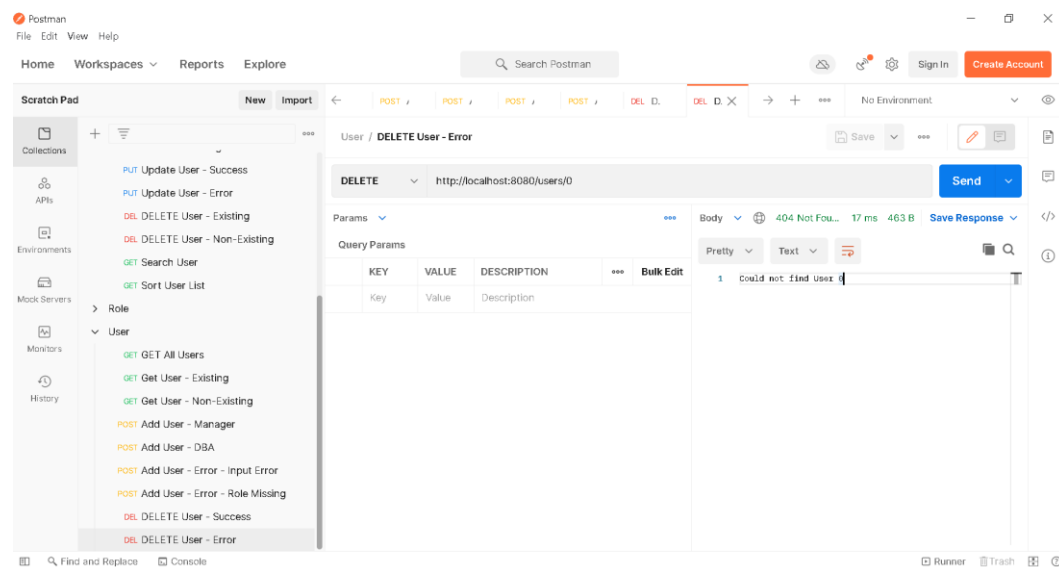 Postman
File Edit View Help
Home Workspaces Reports Explore
Search Postman
Sign In
Create Account
Scratch Pad
New
Import
POST
POST
POST
POST
DEL D.
DEL D.
No Environment
Collections
APIs
Environments
Mock Servers
Monitors
History
PUT Update User - Success
PUT Update User - Error
DEL DELETE User - Existing
DEL DELETE User - Non-Existing
GET Search User
GET Sort User List
Role
User
GET GET All Users
GET Get User - Existing
GET Get User - Non-Existing
POST Add User - Manager
POST Add User - DBA
POST Add User - Error - Input Error
POST Add User - Error - Role Missing
DEL DELETE User - Success
DEL DELETE User - Error
User / DELETE User - Error
Save
DELETE http://localhost:8080/users/0
Send
Params
Query Params
KEY VALUE DESCRIPTION Bulk Edit
Key Value Description
Body 404 Not Fou... 17 ms 463 B Save Response
Pretty Text
1 Could not find User 0
Find and Replace Console
Runner Trash